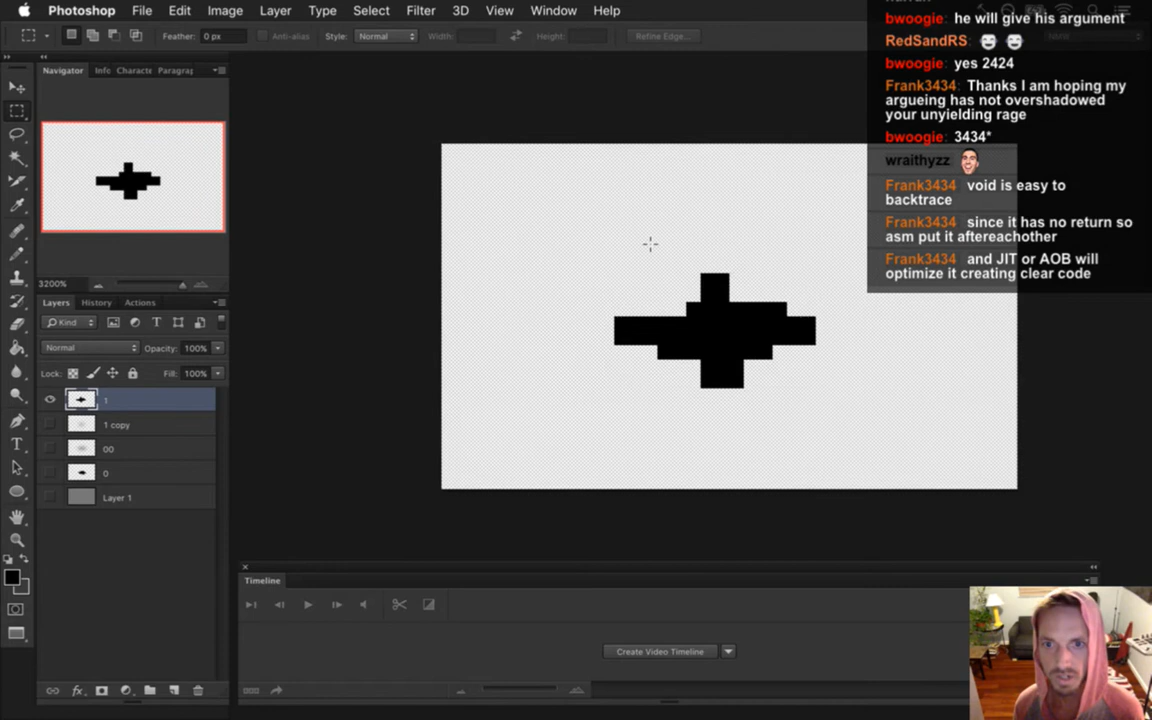 Photoshop File Edit Image Layer Type Select Filter 3D View Window Help
Feather: 0 px Anti-alias Style: Normal Width: Height: Refine Edge...
Navigator Info Characte Paragrap
3200%
Layers History Actions
Kind
Normal Opacity: 100%
Lock: Fill: 100%
1
1 copy
00
0
Layer 1
bwoogie: he will give his argument
RedSandRS:
bwoogie: yes 2424
Frank3434: Thanks I am hoping my
argueing has not overshadowed
your unyielding rage
bwoogie: 3434*
wraithyzz
Frank3434: void is easy to
backtrace
Frank3434: since it has no return so
asm put it aftereachother
Frank3434: and JIT or AOB will
optimize it creating clear code
Timeline
Create Video Timeline